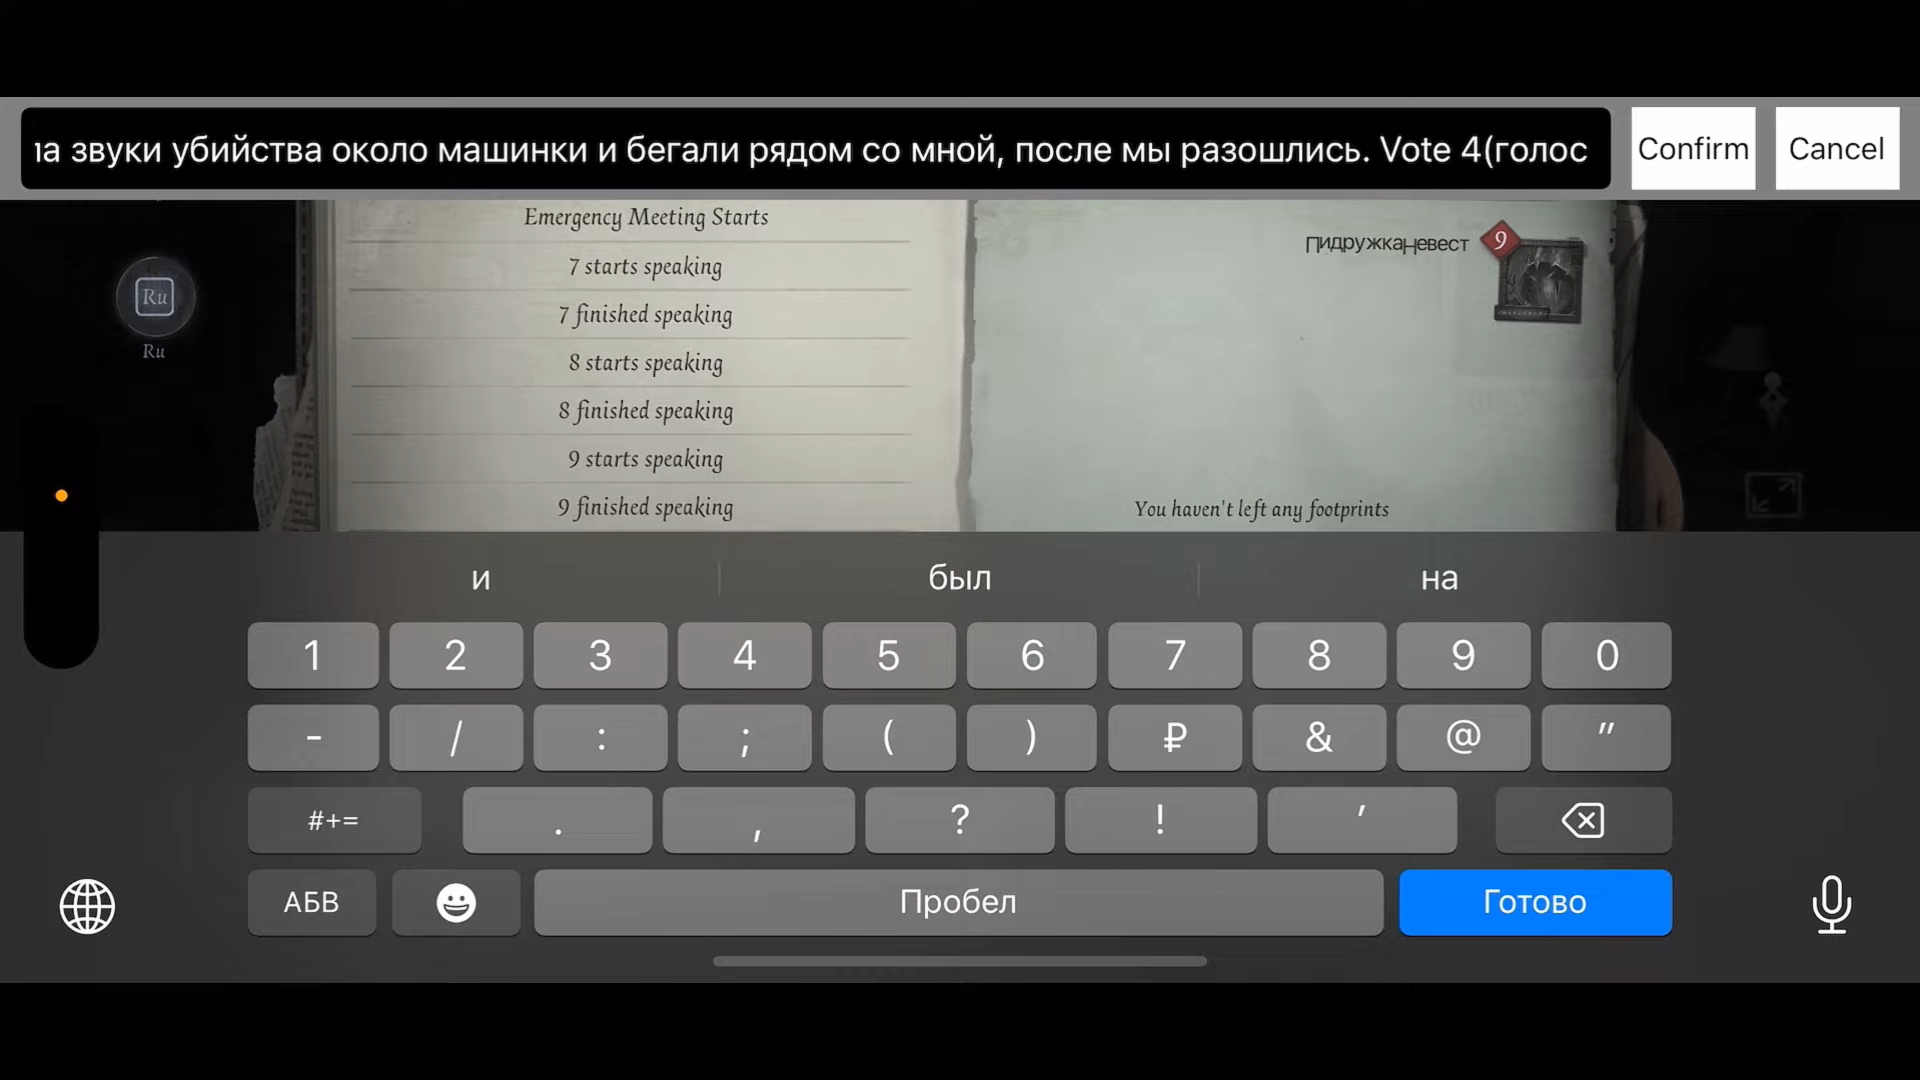 звуки убийства около машинки и бегали рядом со мной, после мы разошлись. Vote 4(голос
Confirm
Cancel
Emergency Meeting Starts
7 starts speaking
7 finished speaking
8 starts speaking
8 finished speaking
9 starts speaking
9 finished speaking
Ru
Ru
ПидружкаНевест
9
You haven't left any footprints
и
был
на
1 2 3 4 5 6 7 8 9 0
- / : ; ( ) ₽ & @ "
#+= . , ? ! '
АБВ Пробел Готово